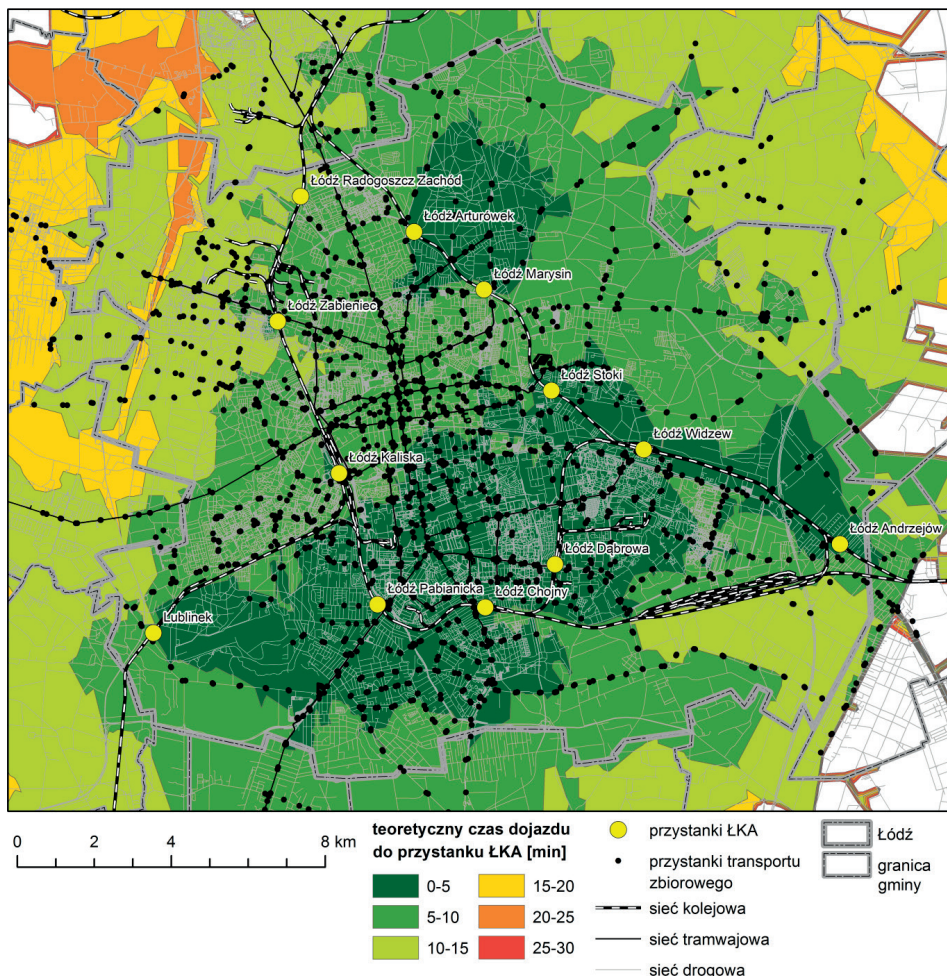 Łódź Radogoszcz Zachód
Łódź Arturówek
Łódź Marysin
Łódź Żabieniec
Łódź Stoki
Łódź Widzew
Łódź Kaliska
Łódź Andrzejów
Łódź Dąbrowa
Łódź Pabianicka
Łódź Chojny
Lublinek
0 2 4 6 8 km
teoretyczny czas dojazdu
do przystanku ŁKA [min]
0-5
5-10
10-15
15-20
20-25
25-30
przystanki ŁKA
przystanki transportu
zbiorowego
sieć kolejowa
sieć tramwajowa
sieć drogowa
Łódź
granica
gminy